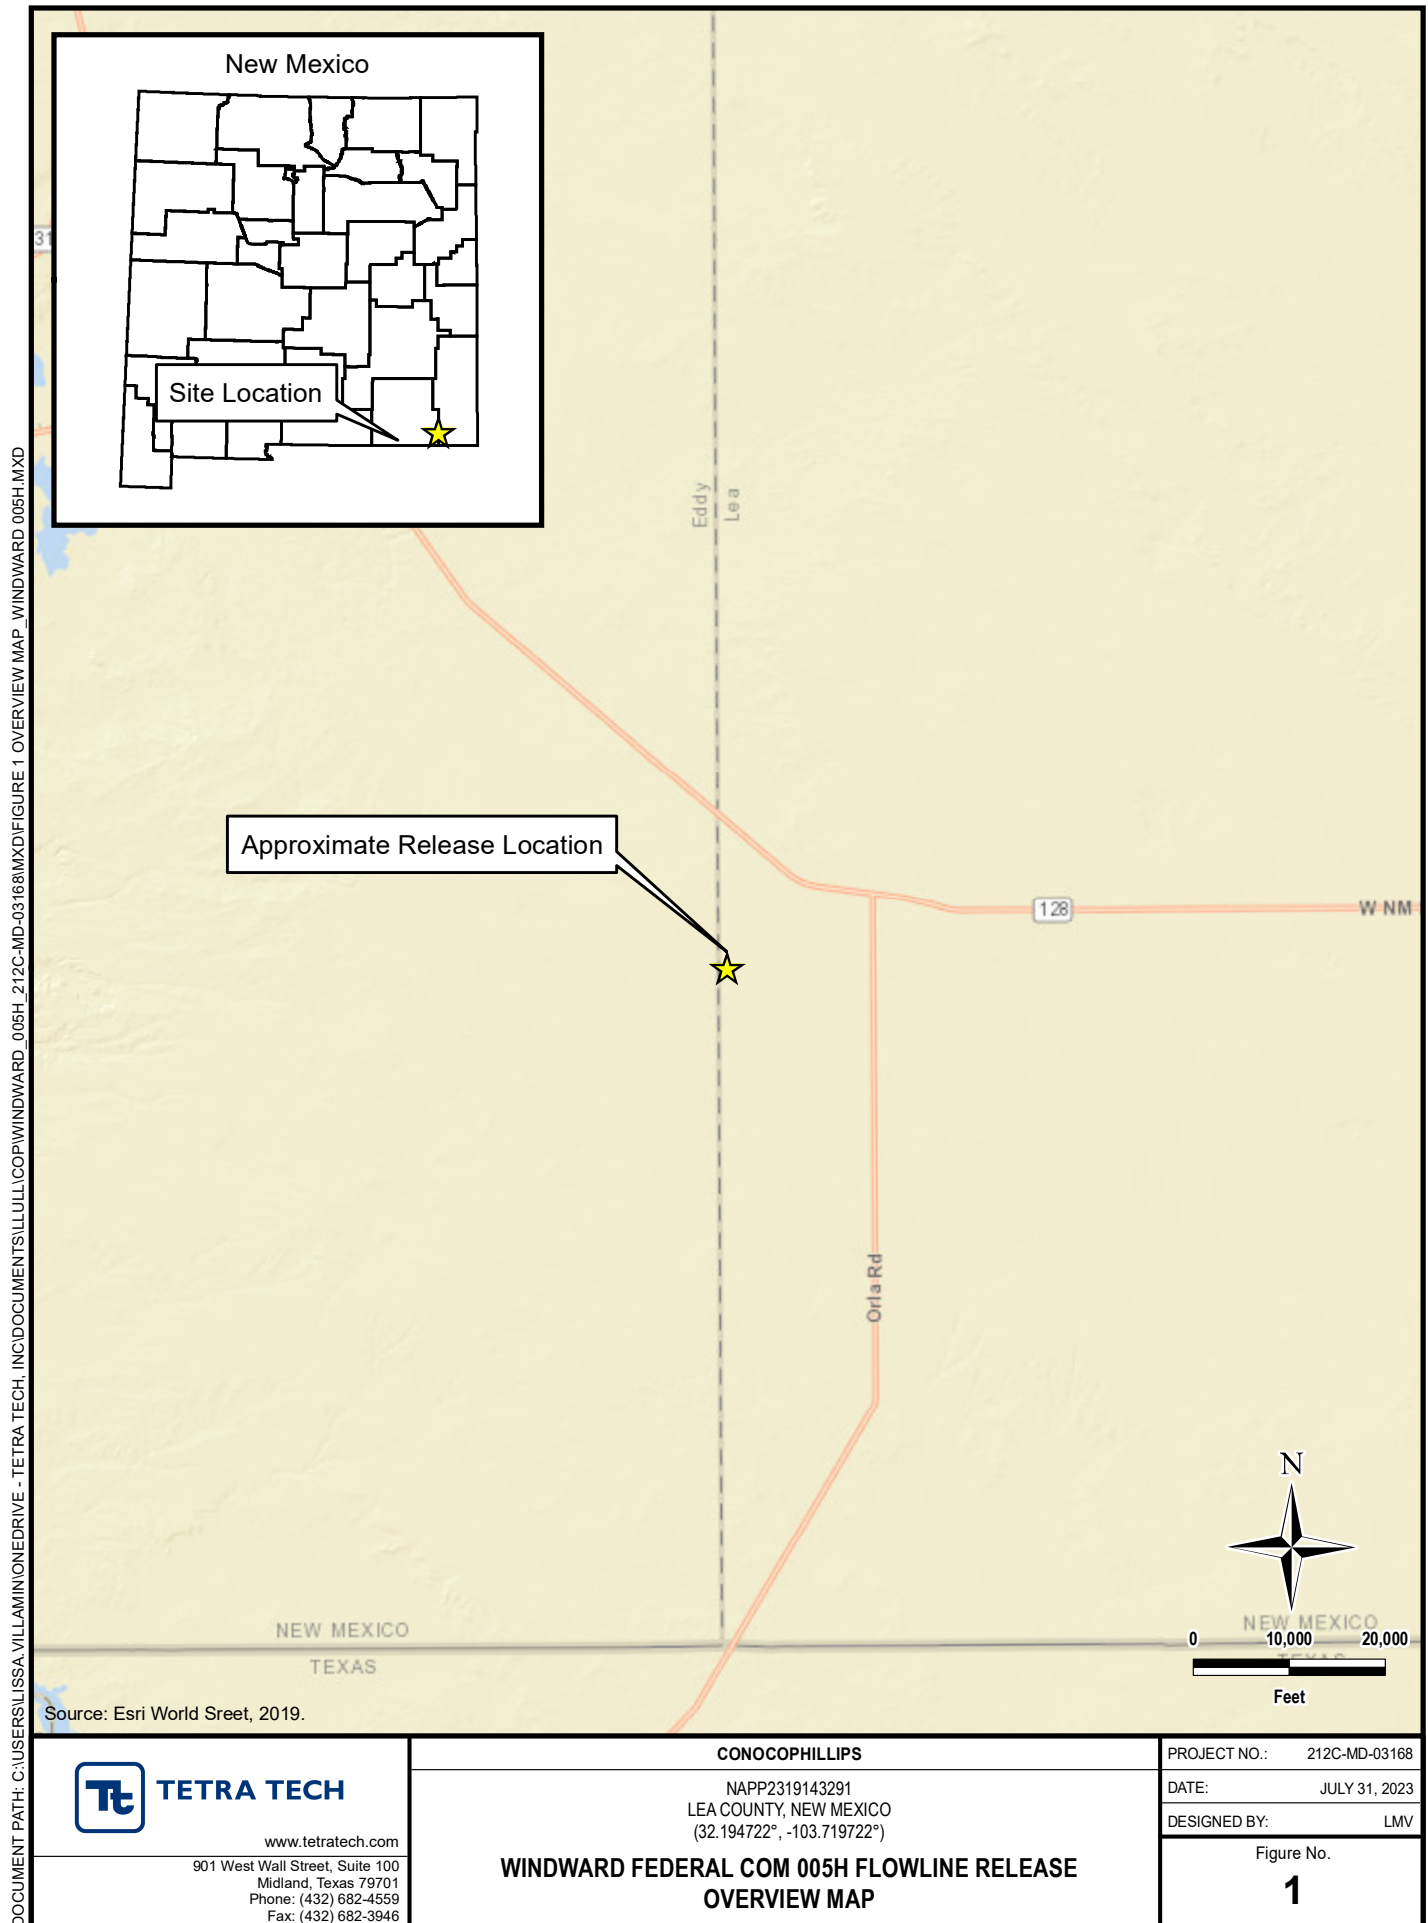 New Mexico
Site Location
31
Eddy
Lea
Approximate Release Location
128
W NM
Orla Rd
N
NEW MEXICO
TEXAS
NEW MEXICO
TEXAS
0 10,000 20,000
Feet
Source: Esri World Sreet, 2019.
DOCUMENT PATH: C:\USERS\LISSA.VILLAMIN\ONEDRIVE - TETRA TECH, INC\DOCUMENTS\LLULL\COP\WINDWARD_005H_212C-MD-03168\MXD\FIGURE 1 OVERVIEW MAP_WINDWARD 005H.MXD
Tt TETRA TECH
www.tetratech.com
901 West Wall Street, Suite 100
Midland, Texas 79701
Phone: (432) 682-4559
Fax: (432) 682-3946
CONOCOPHILLIPS
NAPP2319143291
LEA COUNTY, NEW MEXICO
(32.194722°, -103.719722°)
WINDWARD FEDERAL COM 005H FLOWLINE RELEASE
OVERVIEW MAP
PROJECT NO.: 212C-MD-03168
DATE: JULY 31, 2023
DESIGNED BY: LMV
Figure No.
1